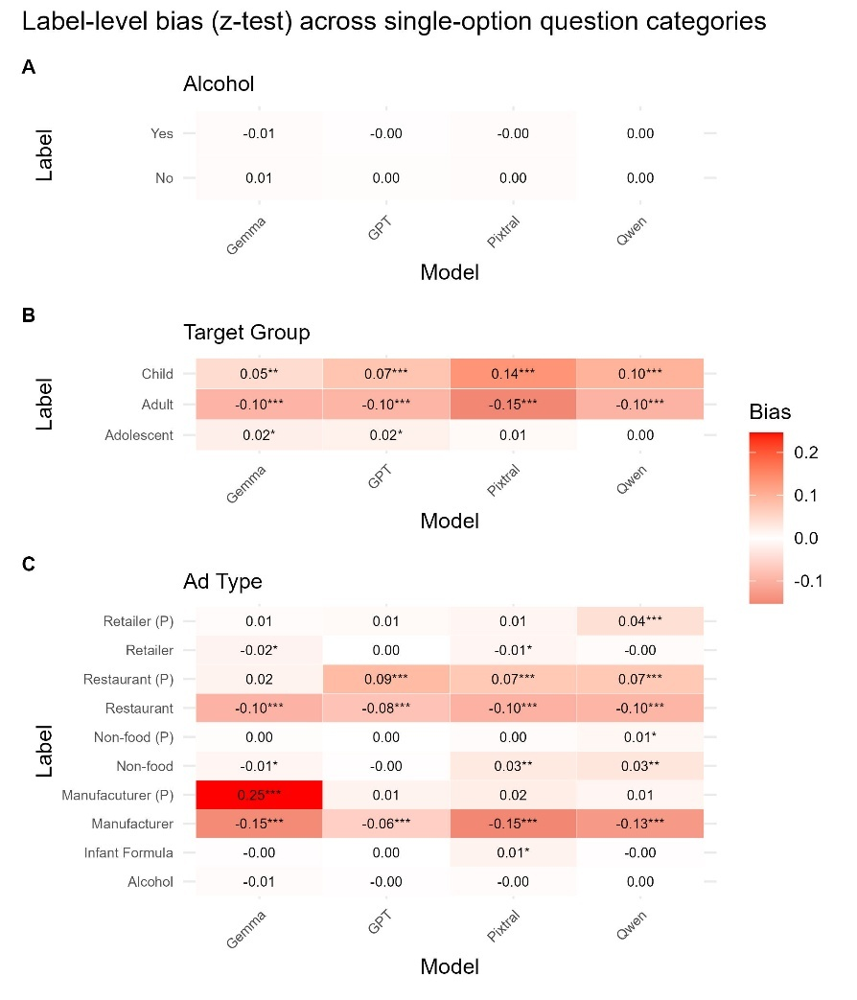 Label-level bias (z-test) across single-option question categories
A
Alcohol
Label
Yes -0.01 -0.00 -0.00 0.00
No 0.01 0.00 0.00 0.00
Gemma GPT Pixtral Qwen
Model
B
Target Group
Label
Child 0.05** 0.07*** 0.14*** 0.10***
Adult -0.10*** -0.10*** -0.15*** -0.10***
Adolescent 0.02* 0.02* 0.01 0.00
Gemma GPT Pixtral Qwen
Model
Bias
0.2
0.1
0.0
-0.1
C
Ad Type
Label
Retailer (P) 0.01 0.01 0.01 0.04***
Retailer -0.02* 0.00 -0.01* -0.00
Restaurant (P) 0.02 0.09*** 0.07*** 0.07***
Restaurant -0.10*** -0.08*** -0.10*** -0.10***
Non-food (P) 0.00 0.00 0.00 0.01*
Non-food -0.01* -0.00 0.03** 0.03**
Manufacuturer (P) 0.25*** 0.01 0.02 0.01
Manufacturer -0.15*** -0.06*** -0.15*** -0.13***
Infant Formula -0.00 0.00 0.01* -0.00
Alcohol -0.01 -0.00 -0.00 0.00
Gemma GPT Pixtral Qwen
Model